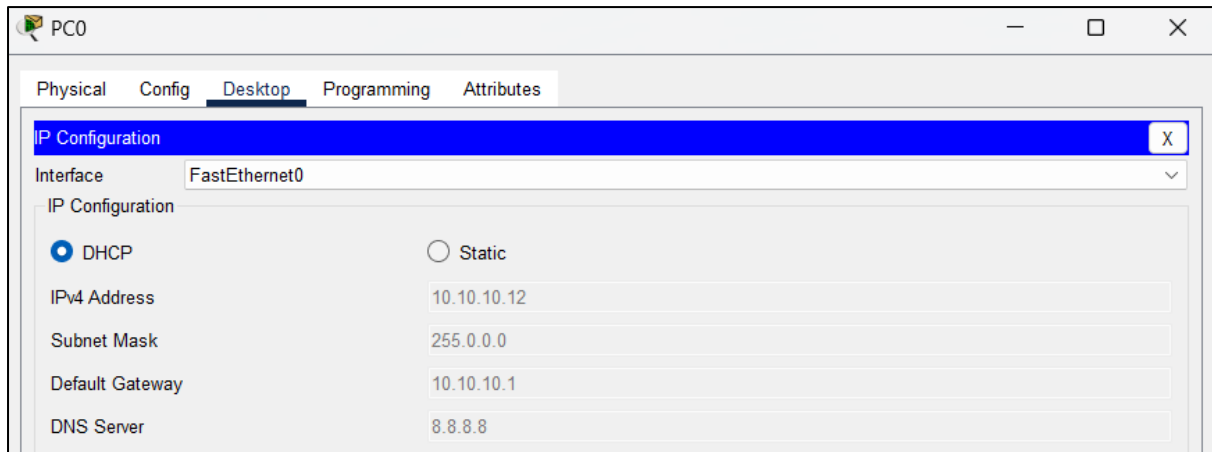 PC0
Physical Config Desktop Programming Attributes
IP Configuration X
Interface FastEthernet0
IP Configuration
DHCP Static
IPv4 Address 10.10.10.12
Subnet Mask 255.0.0.0
Default Gateway 10.10.10.1
DNS Server 8.8.8.8